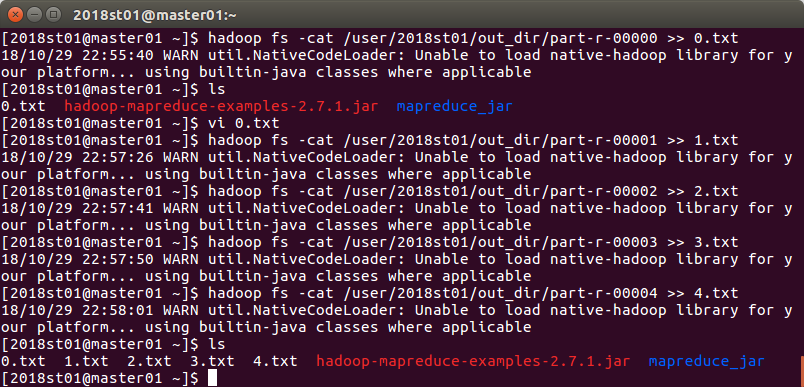 2018st01@master01:~
[2018st01@master01 ~]$ hadoop fs -cat /user/2018st01/out_dir/part-r-00000 >> 0.txt
18/10/29 22:55:40 WARN util.NativeCodeLoader: Unable to load native-hadoop library for y
our platform... using builtin-java classes where applicable
[2018st01@master01 ~]$ ls
0.txt  hadoop-mapreduce-examples-2.7.1.jar  mapreduce_jar
[2018st01@master01 ~]$ vi 0.txt
[2018st01@master01 ~]$ hadoop fs -cat /user/2018st01/out_dir/part-r-00001 >> 1.txt
18/10/29 22:57:26 WARN util.NativeCodeLoader: Unable to load native-hadoop library for y
our platform... using builtin-java classes where applicable
[2018st01@master01 ~]$ hadoop fs -cat /user/2018st01/out_dir/part-r-00002 >> 2.txt
18/10/29 22:57:41 WARN util.NativeCodeLoader: Unable to load native-hadoop library for y
our platform... using builtin-java classes where applicable
[2018st01@master01 ~]$ hadoop fs -cat /user/2018st01/out_dir/part-r-00003 >> 3.txt
18/10/29 22:57:50 WARN util.NativeCodeLoader: Unable to load native-hadoop library for y
our platform... using builtin-java classes where applicable
[2018st01@master01 ~]$ hadoop fs -cat /user/2018st01/out_dir/part-r-00004 >> 4.txt
18/10/29 22:58:01 WARN util.NativeCodeLoader: Unable to load native-hadoop library for y
our platform... using builtin-java classes where applicable
[2018st01@master01 ~]$ ls
0.txt  1.txt  2.txt  3.txt  4.txt  hadoop-mapreduce-examples-2.7.1.jar  mapreduce_jar
[2018st01@master01 ~]$